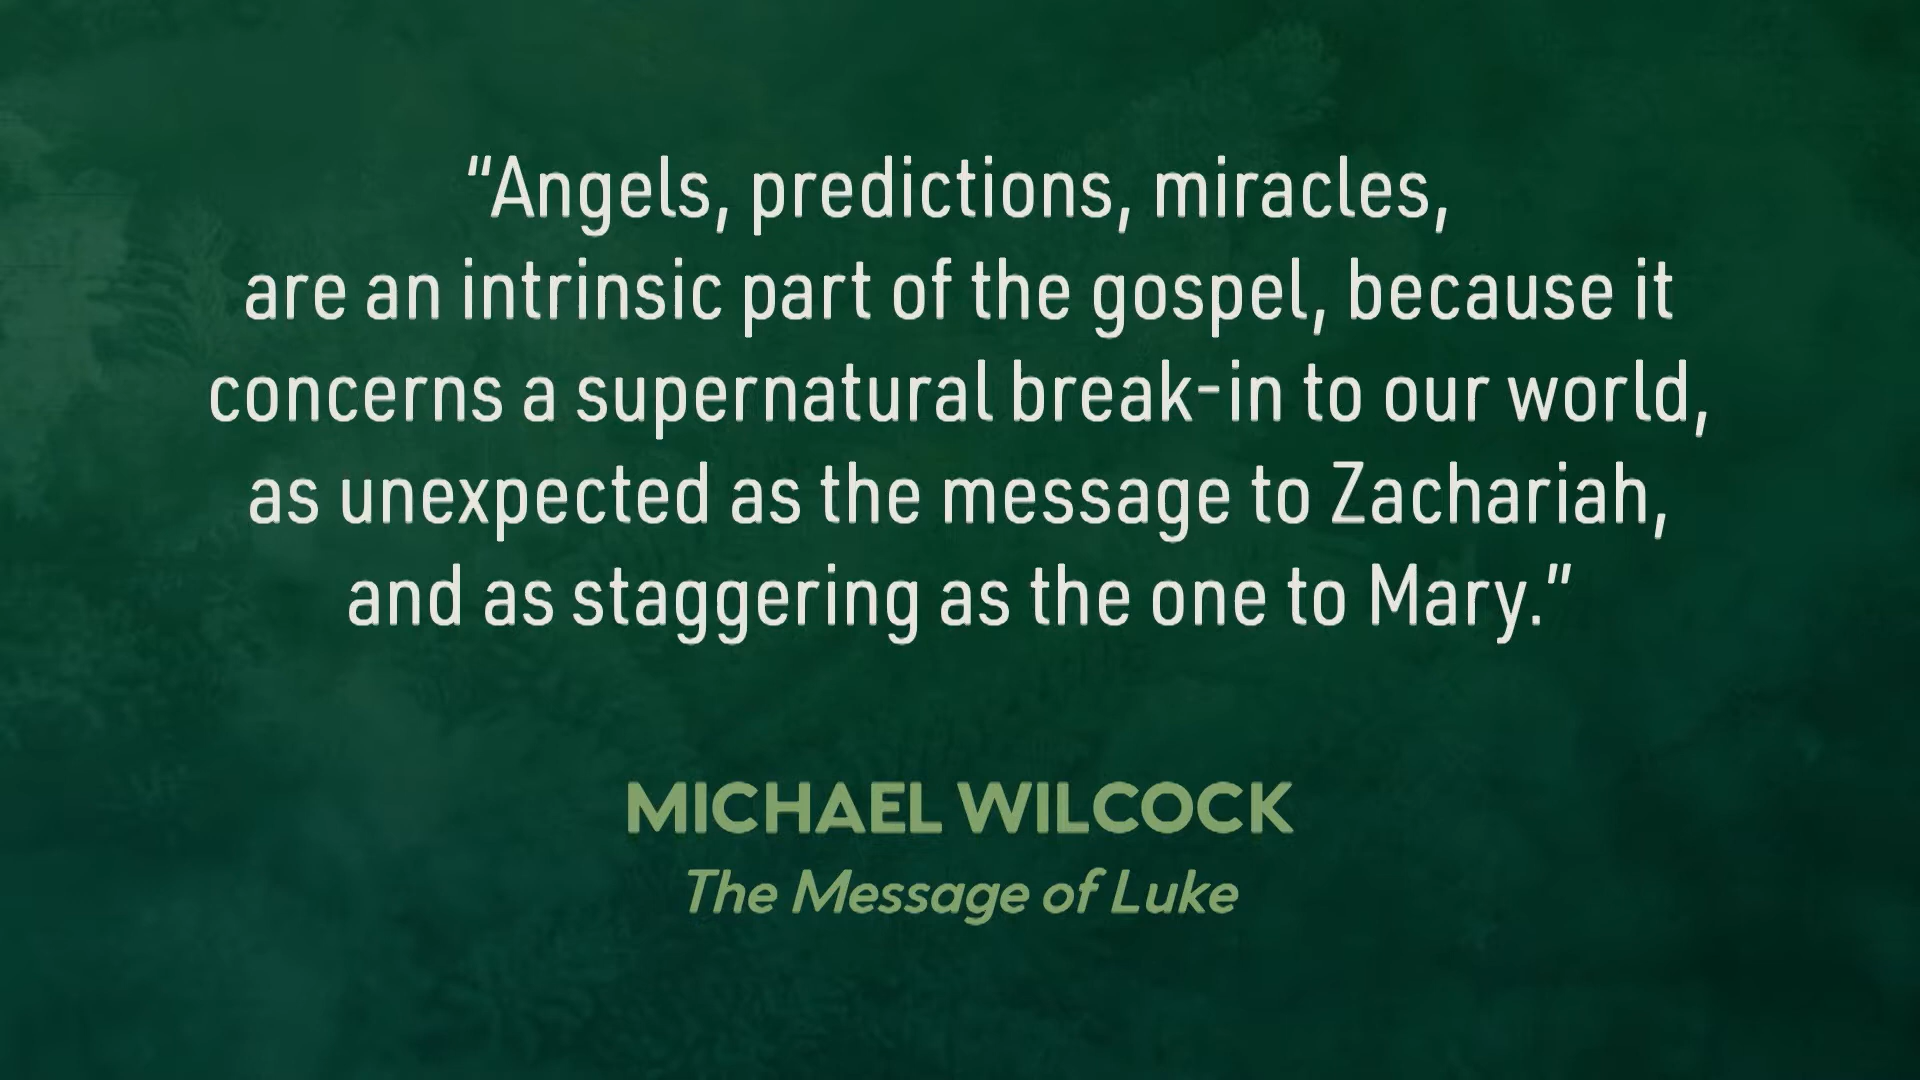 “Angels, predictions, miracles,
are an intrinsic part of the gospel, because it
concerns a supernatural break-in to our world,
as unexpected as the message to Zachariah,
and as staggering as the one to Mary.”
MICHAEL WILCOCK
The Message of Luke